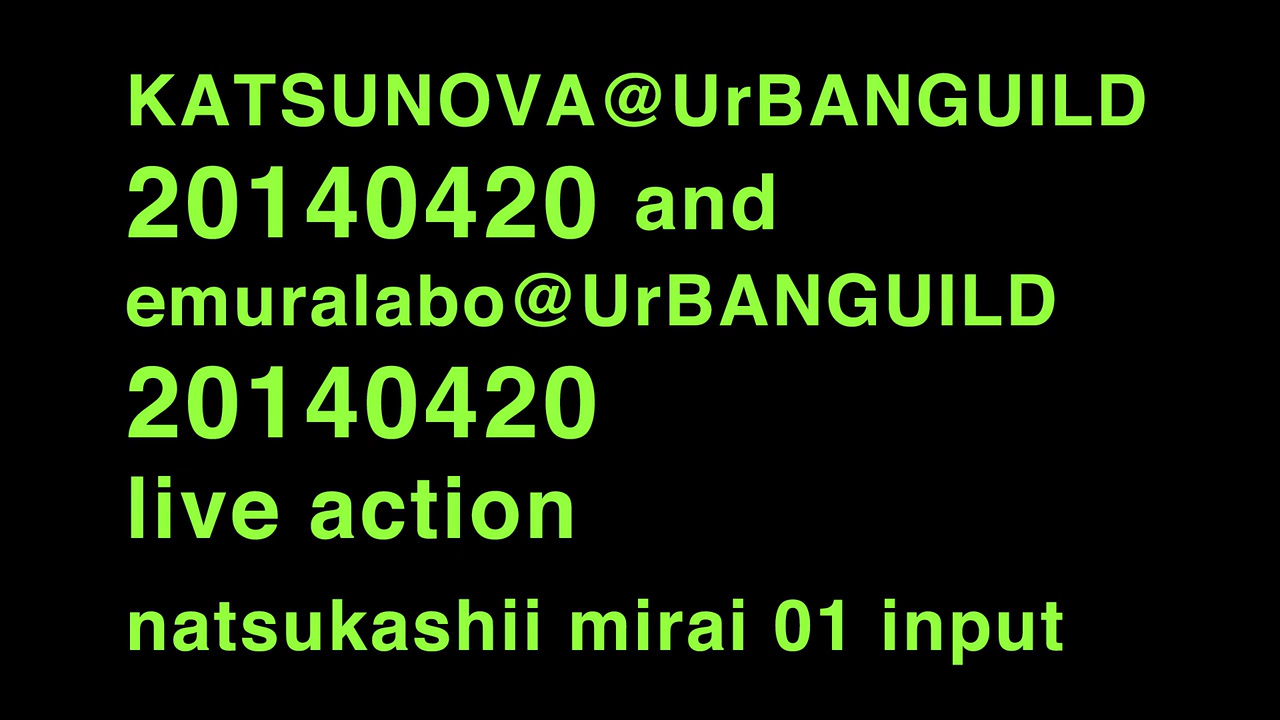 KATSUNOVA@UrBANGUILD
20140420 and
emuralabo@UrBANGUILD
20140420
live action
natsukashii mirai 01 input